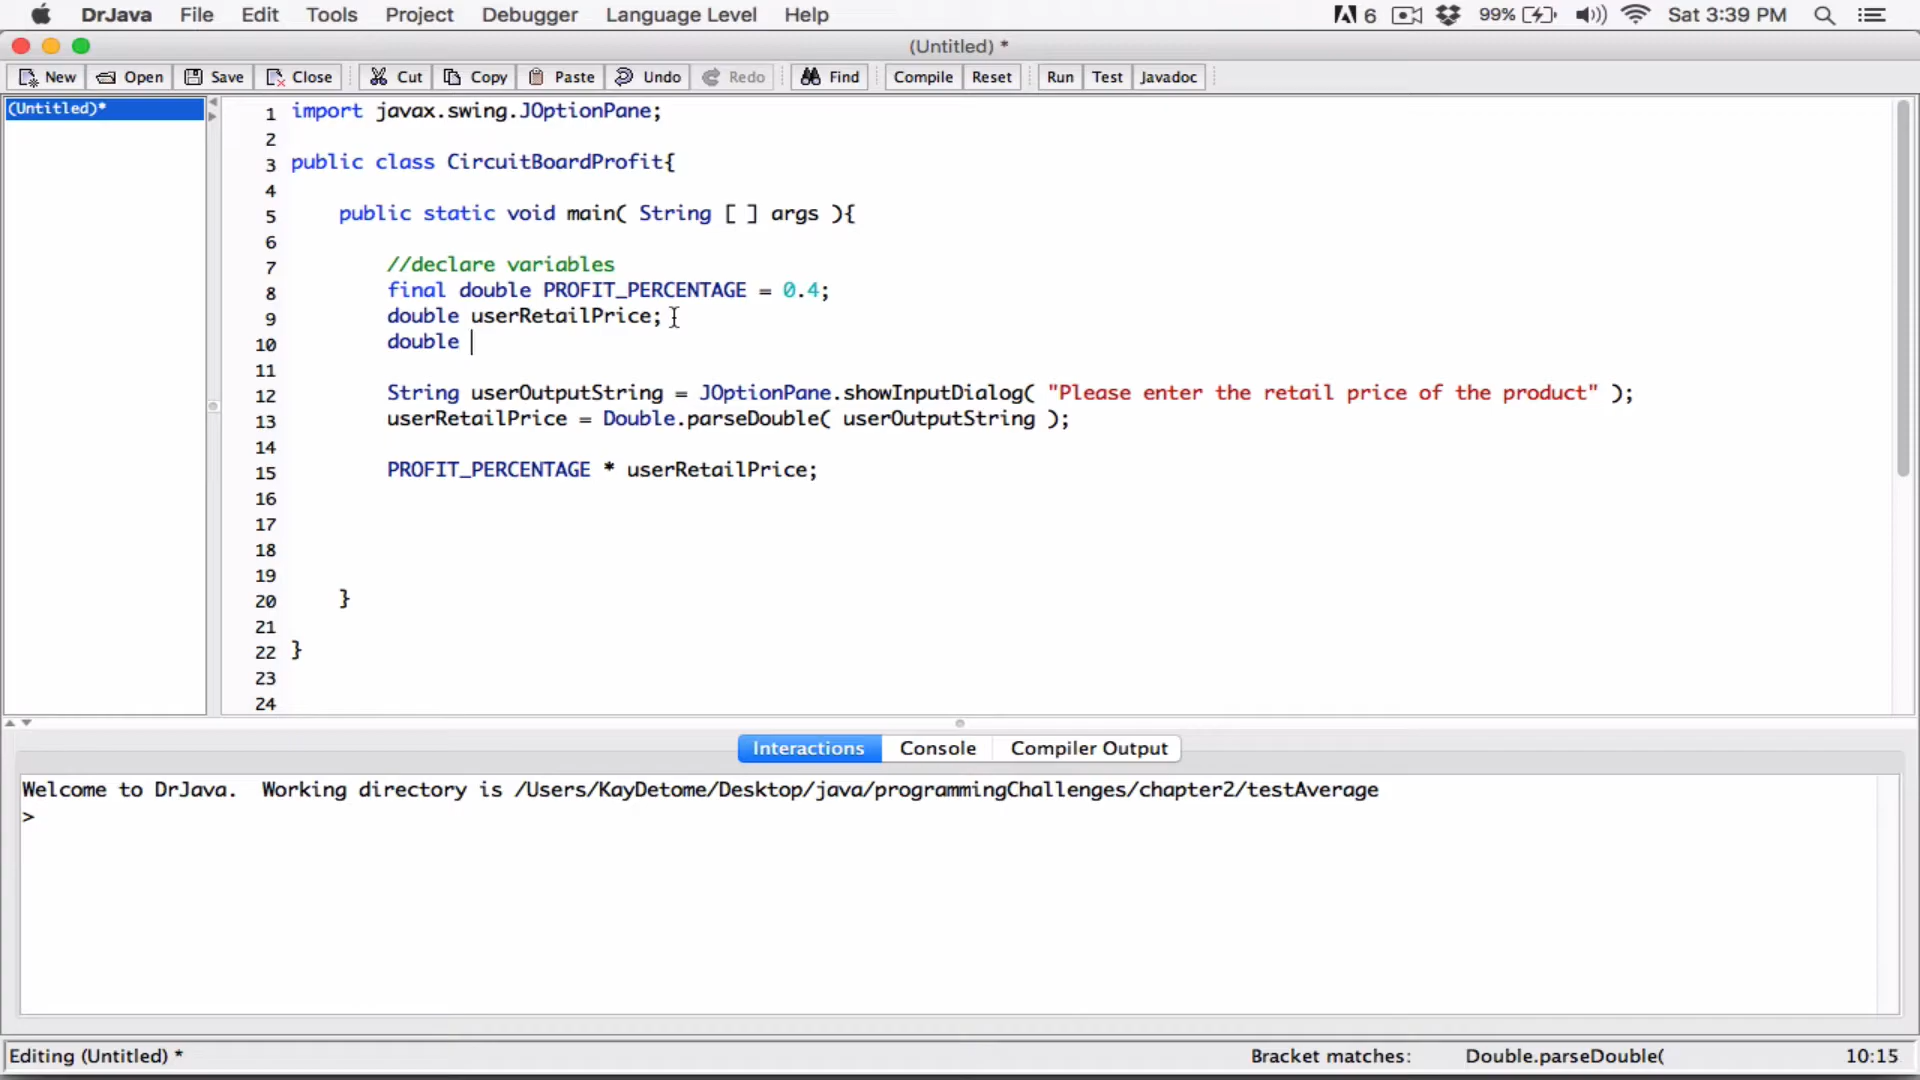 DrJava File Edit Tools Project Debugger Language Level Help 6 99% Sat 3:39 PM
(Untitled) *
New Open Save Close Cut Copy Paste Undo Redo Find Compile Reset Run Test Javadoc
(Untitled)*
1 import javax.swing.JOptionPane;
2
3 public class CircuitBoardProfit{
4
5 public static void main( String [ ] args ){
6
7 //declare variables
8 final double PROFIT_PERCENTAGE = 0.4;
9 double userRetailPrice;
10 double
11
12 String userOutputString = JOptionPane.showInputDialog( "Please enter the retail price of the product" );
13 userRetailPrice = Double.parseDouble( userOutputString );
14
15 PROFIT_PERCENTAGE * userRetailPrice;
16
17
18
19
20 }
21
22 }
23
24
Interactions Console Compiler Output
Welcome to DrJava. Working directory is /Users/KayDetome/Desktop/java/programmingChallenges/chapter2/testAverage
>
Editing (Untitled) * Bracket matches: Double.parseDouble( 10:15